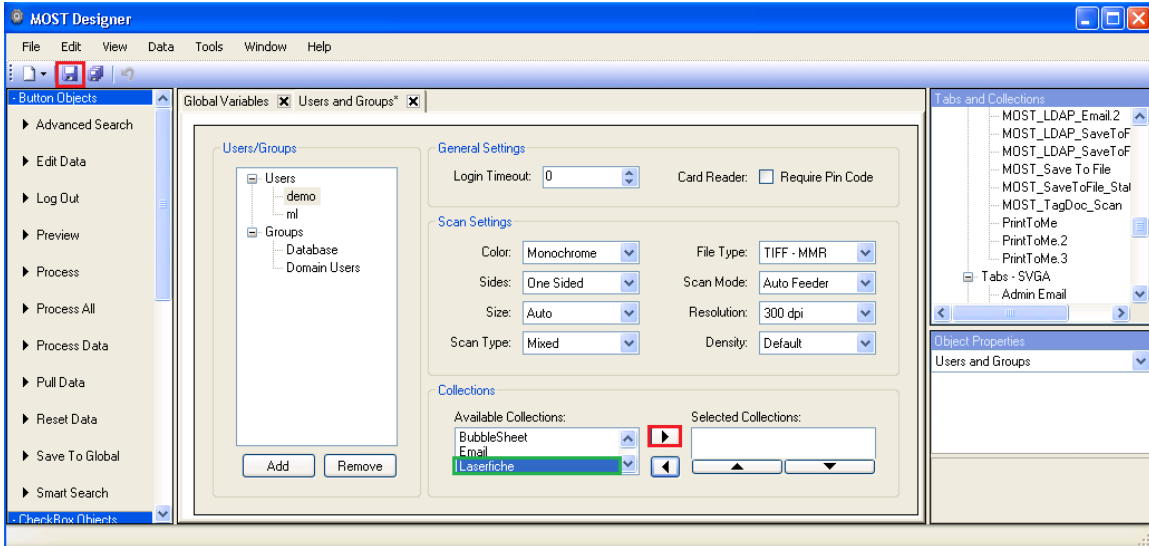 MOST Designer
File Edit View Data Tools Window Help
- Button Objects
Advanced Search
Edit Data
Log Out
Preview
Process
Process All
Process Data
Pull Data
Reset Data
Save To Global
Smart Search
- CheckBox Objects
Global Variables Users and Groups*
Users/Groups
Users
demo
ml
Groups
Database
Domain Users
Add Remove
General Settings
Login Timeout: 0 Card Reader: Require Pin Code
Scan Settings
Color: Monochrome File Type: TIFF - MMR
Sides: One Sided Scan Mode: Auto Feeder
Size: Auto Resolution: 300 dpi
Scan Type: Mixed Density: Default
Collections
Available Collections: Selected Collections:
BubbleSheet
Email
Laserfiche
Tabs and Collections
MOST_LDAP_Email.2
MOST_LDAP_SaveToF
MOST_LDAP_SaveToF
MOST_Save To File
MOST_SaveToFile_Stal
MOST_TagDoc_Scan
PrintToMe
PrintToMe.2
PrintToMe.3
Tabs - SVGA
Admin Email
Object Properties
Users and Groups